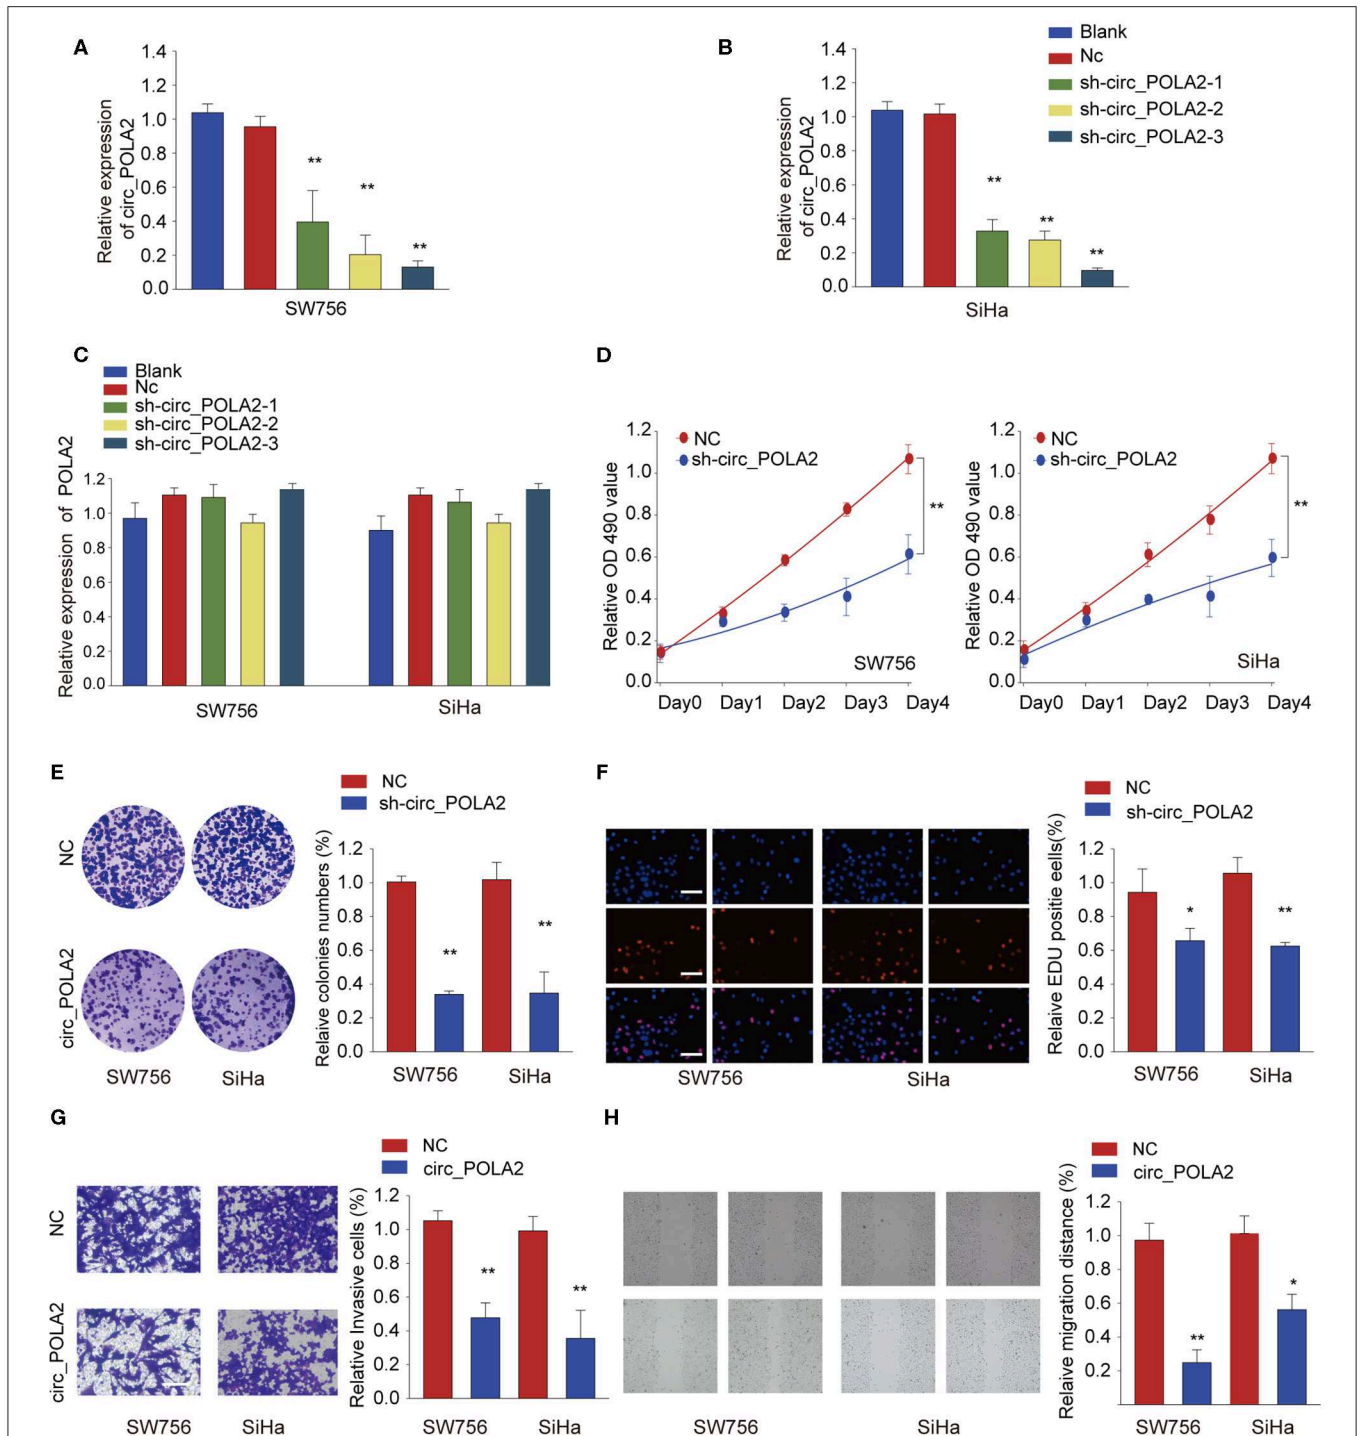 A
Relative expression
of circ_POLA2
1.4
1.2
1.0
0.8
0.6
0.4
0.2
0.0
**
**
**
SW756
B
Relative expression
of circ_POLA2
1.4
1.2
1.0
0.8
0.6
0.4
0.2
0.0
**
**
**
SiHa
Blank
Nc
sh-circ_POLA2-1
sh-circ_POLA2-2
sh-circ_POLA2-3
C
Blank
Nc
sh-circ_POLA2-1
sh-circ_POLA2-2
sh-circ_POLA2-3
Relative expression of POLA2
1.2
1.0
0.8
0.6
0.4
0.2
0.0
SW756
SiHa
D
Relative OD 490 value
1.2
1.0
0.8
0.6
0.4
0.2
0.0
NC
sh-circ_POLA2
**
SW756
Day0 Day1 Day2 Day3 Day4
Relative OD 490 value
1.2
1.0
0.8
0.6
0.4
0.2
0.0
NC
sh-circ_POLA2
**
SiHa
Day0 Day1 Day2 Day3 Day4
E
NC
circ_POLA2
SW756
SiHa
NC
sh-circ_POLA2
Relaive colonies numbers (%)
1.2
1.0
0.8
0.6
0.4
0.2
0.0
**
**
SW756
SiHa
F
SW756
SiHa
NC
sh-circ_POLA2
Relaive EDU positie eells(%)
1.2
1.0
0.8
0.6
0.4
0.2
0.0
*
**
SW756
SiHa
G
NC
circ_POLA2
SW756
SiHa
NC
circ_POLA2
Relative Invasive cells(%)
1.2
1.0
0.8
0.6
0.4
0.2
0.0
**
**
SW756
SiHa
H
SW756
SiHa
NC
circ_POLA2
Relaive migration distance(%)
1.2
1.0
0.8
0.6
0.4
0.2
**
*
SW756
SiHa